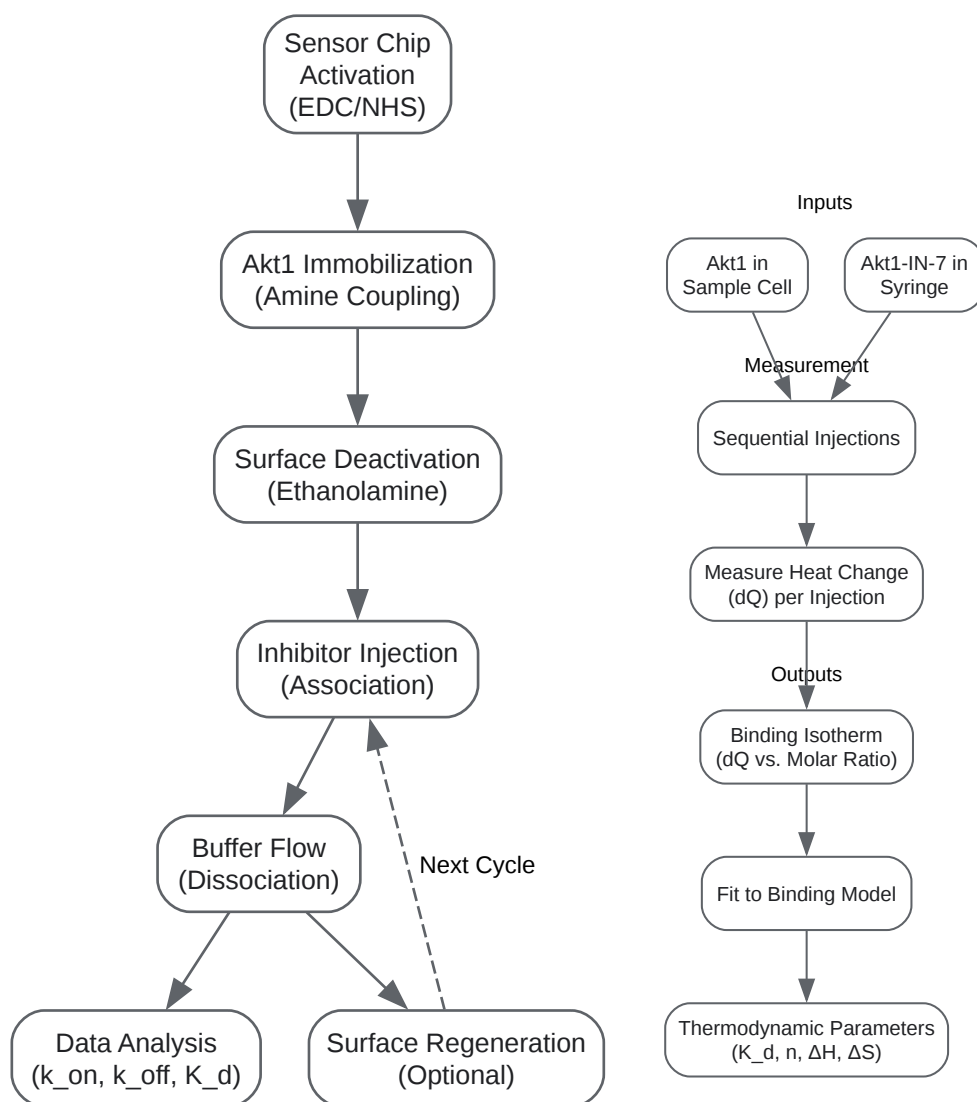 Sensor Chip
Activation
(EDC/NHS)
Akt1 Immobilization
(Amine Coupling)
Surface Deactivation
(Ethanolamine)
Inhibitor Injection
(Association)
Buffer Flow
(Dissociation)
Next Cycle
Data Analysis
(k_on, k_off, K_d)
Surface Regeneration
(Optional)
Inputs
Akt1 in
Sample Cell
Akt1-IN-7 in
Syringe
Measurement
Sequential Injections
Measure Heat Change
(dQ) per Injection
Outputs
Binding Isotherm
(dQ vs. Molar Ratio)
Fit to Binding Model
Thermodynamic Parameters
(K_d, n, ΔH, ΔS)